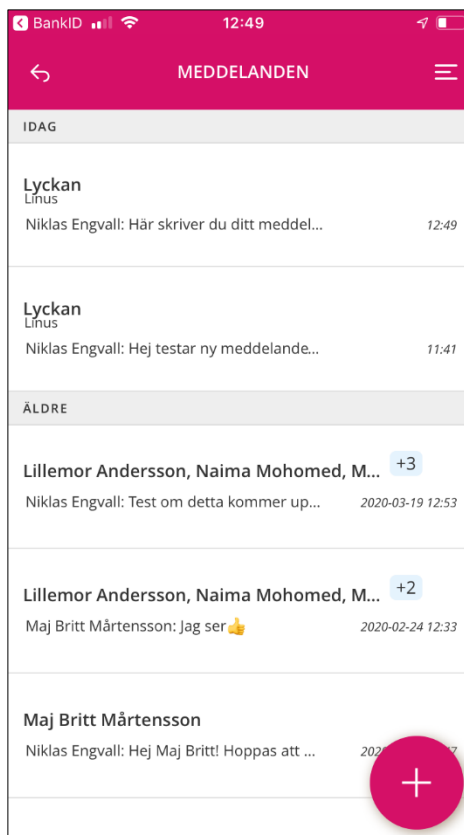 BankID 12:49
MEDDELANDEN
IDAG
Lyckan
Linus
Niklas Engvall: Här skriver du ditt meddel... 12:49
Lyckan
Linus
Niklas Engvall: Hej testar ny meddelande... 11:41
ÄLDRE
Lillemor Andersson, Naima Mohomed, M... +3
Niklas Engvall: Test om detta kommer up... 2020-03-19 12:53
Lillemor Andersson, Naima Mohomed, M... +2
Maj Britt Mårtensson: Jag ser👍 2020-02-24 12:33
Maj Britt Mårtensson
Niklas Engvall: Hej Maj Britt! Hoppas att ...